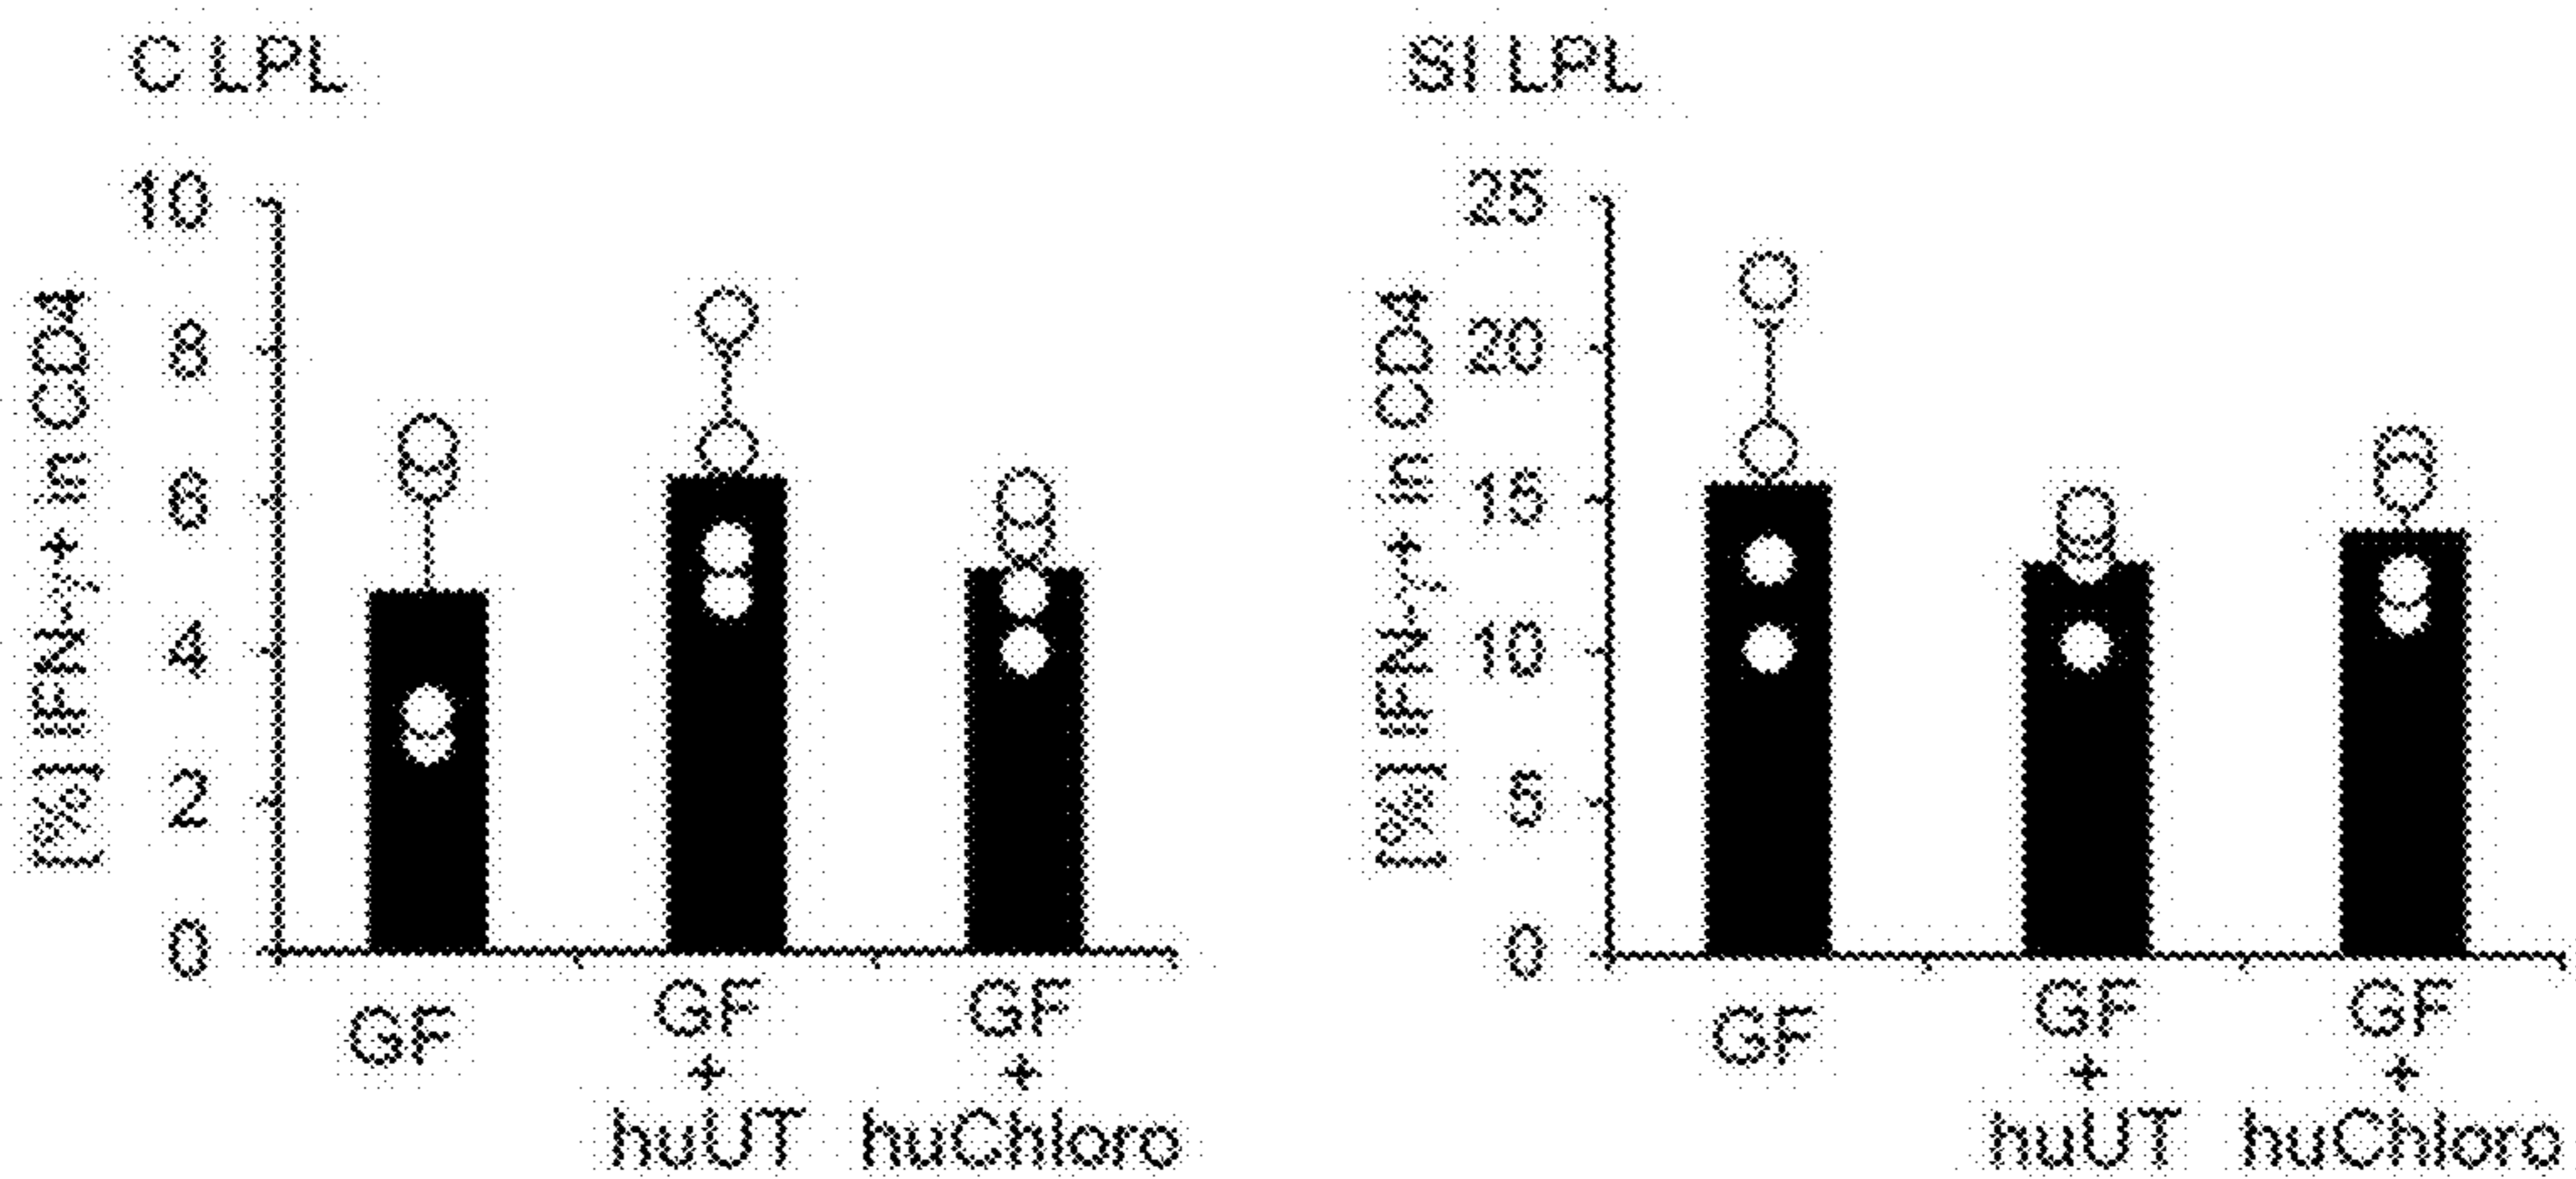 C LPL
[%] IFN-γ+ in CD4
10
8
6
4
2
0
GF
GF
+
huUT
GF
+
huChloro
SI LPL
[%] IFN-γ+ in CD4
25
20
15
10
5
0
GF
GF
+
huUT
GF
+
huChloro